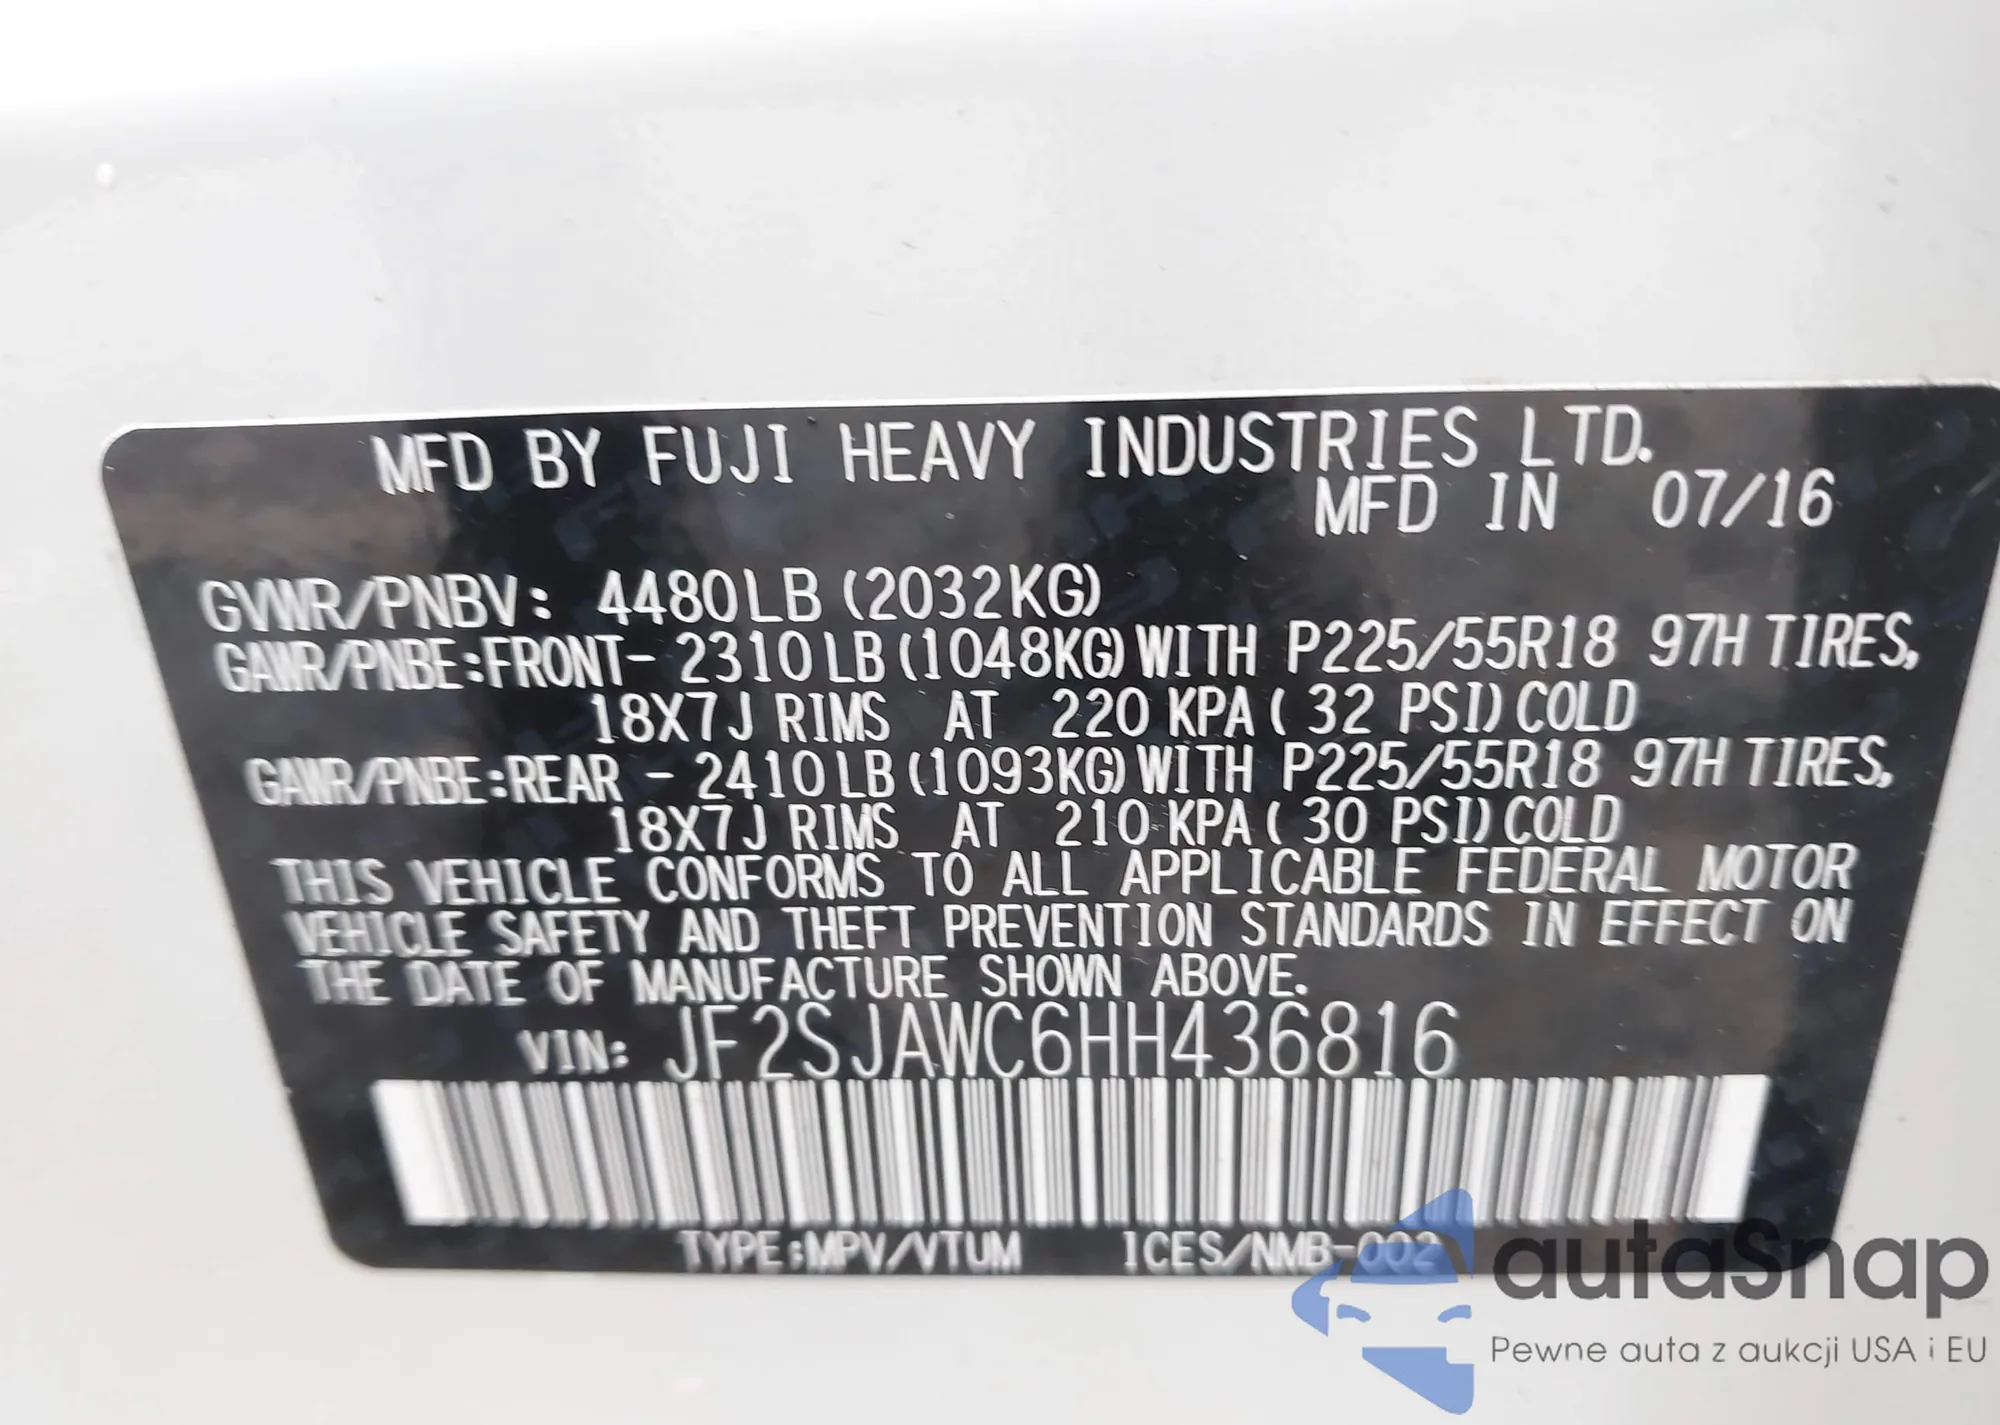 MFD BY FUJI HEAVY INDUSTRIES LTD.
MFD IN 07/16
GVWR/PNBV: 4480LB (2032KG)
GAWR/PNBE:FRONT- 2310LB(1048KG)WITH P225/55R18 97H TIRES,
18X7J RIMS AT 220 KPA( 32 PSI)COLD
GAWR/PNBE:REAR - 2410LB(1093KG)WITH P225/55R18 97H TIRES,
18X7J RIMS AT 210 KPA( 30 PSI)COLD
THIS VEHICLE CONFORMS TO ALL APPLICABLE FEDERAL MOTOR
VEHICLE SAFETY AND THEFT PREVENTION STANDARDS IN EFFECT ON
THE DATE OF MANUFACTURE SHOWN ABOVE.
VIN: JF2SJAWC6HH436816
TYPE:MPV/VTUM ICES/NMB-002
autaSnap
Pewne auta z aukcji USA i EU